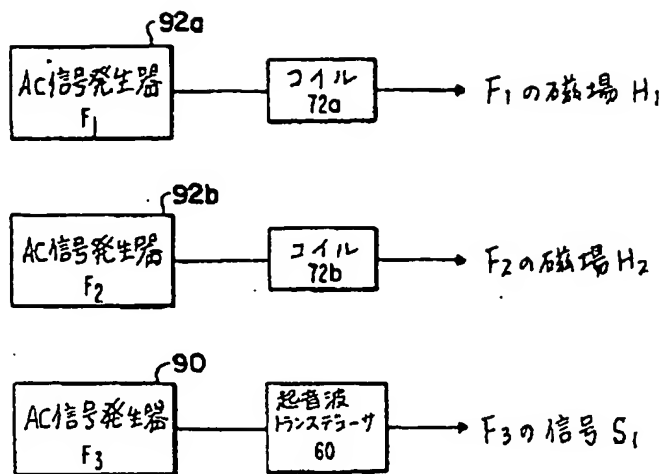 92a
AC信号発生器
F1
コイル
72a
F1の磁場 H1
92b
AC信号発生器
F2
コイル
72b
F2の磁場 H2
90
AC信号発生器
F3
起音波
トランスデューサ
60
F3の信号 S1